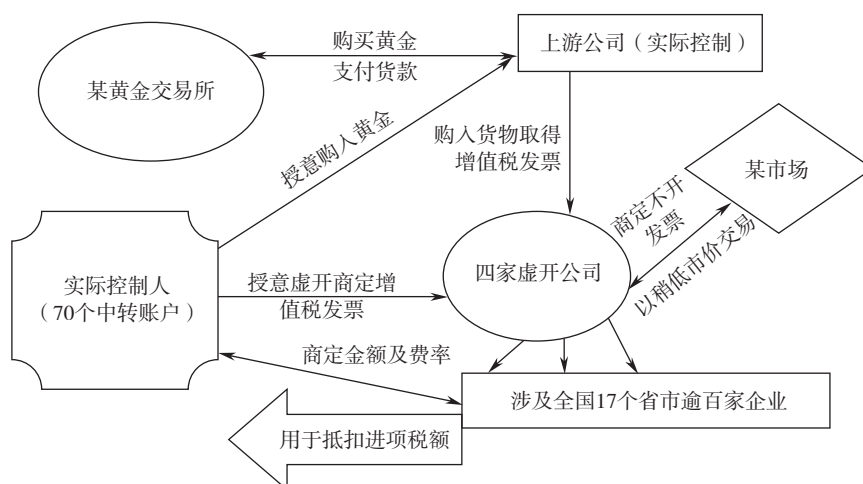 购买黄金
支付货款
上游公司（实际控制）
某黄金交易所
授意购入黄金
购入货物取得
增值税发票
某市场
商定不开
发票
以稍低市价交易
实际控制人
（70个中转账户）
授意虚开商定增
值税发票
四家虚开公司
商定金额及费率
涉及全国17个省市逾百家企业
用于抵扣进项税额